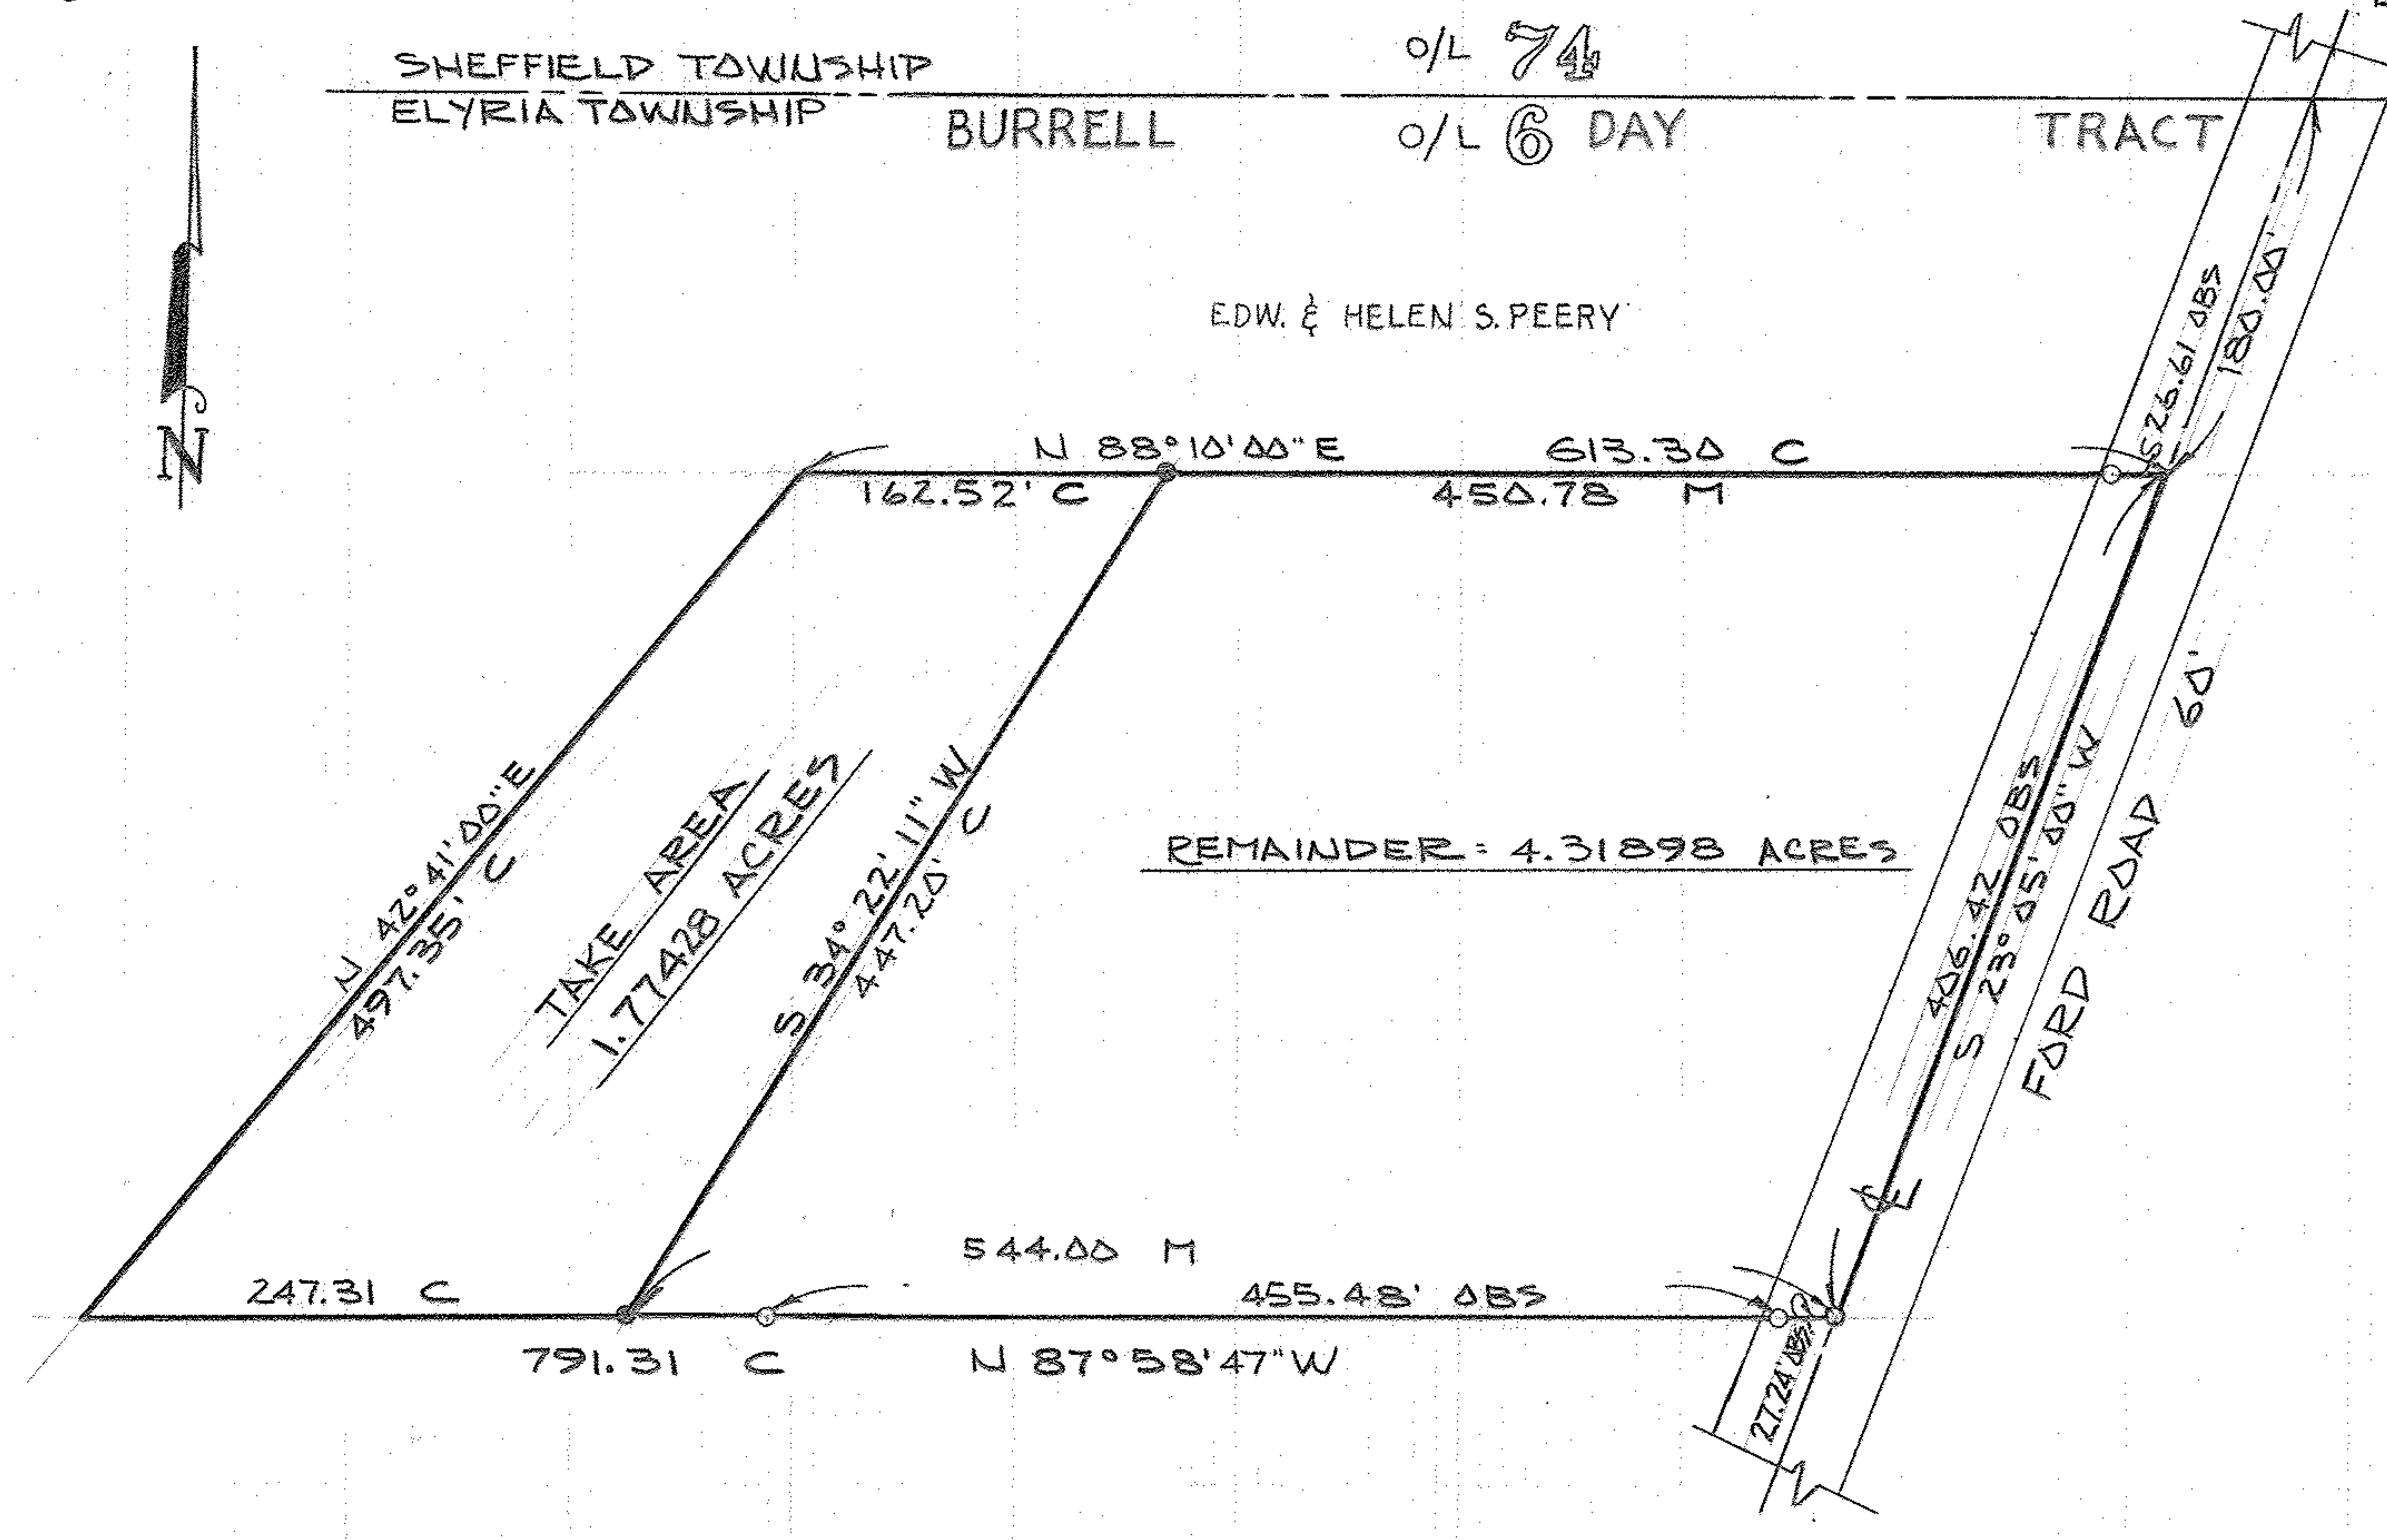 SHEFFIELD TOWNSHIP
O/L 74
ELYRIA TOWNSHIP
BURRELL O/L 6 DAY TRACT
N
EDW. & HELEN S. PEERY
26.61 OBS
180.00'
N 88°10'00"E 613.30 C
162.52' C 450.78 M
N 42°41'00"E
497.35' C
TAKE AREA
1.77428 ACRES
S 34°22'11"W
447.20' C
REMAINDER = 4.31898 ACRES
406.42 OBS
S 23°05'00"W
FORD ROAD 60'
544.00 M
247.31 C
455.48' OBS
791.31 C N 87°58'47"W
27.24' OBS